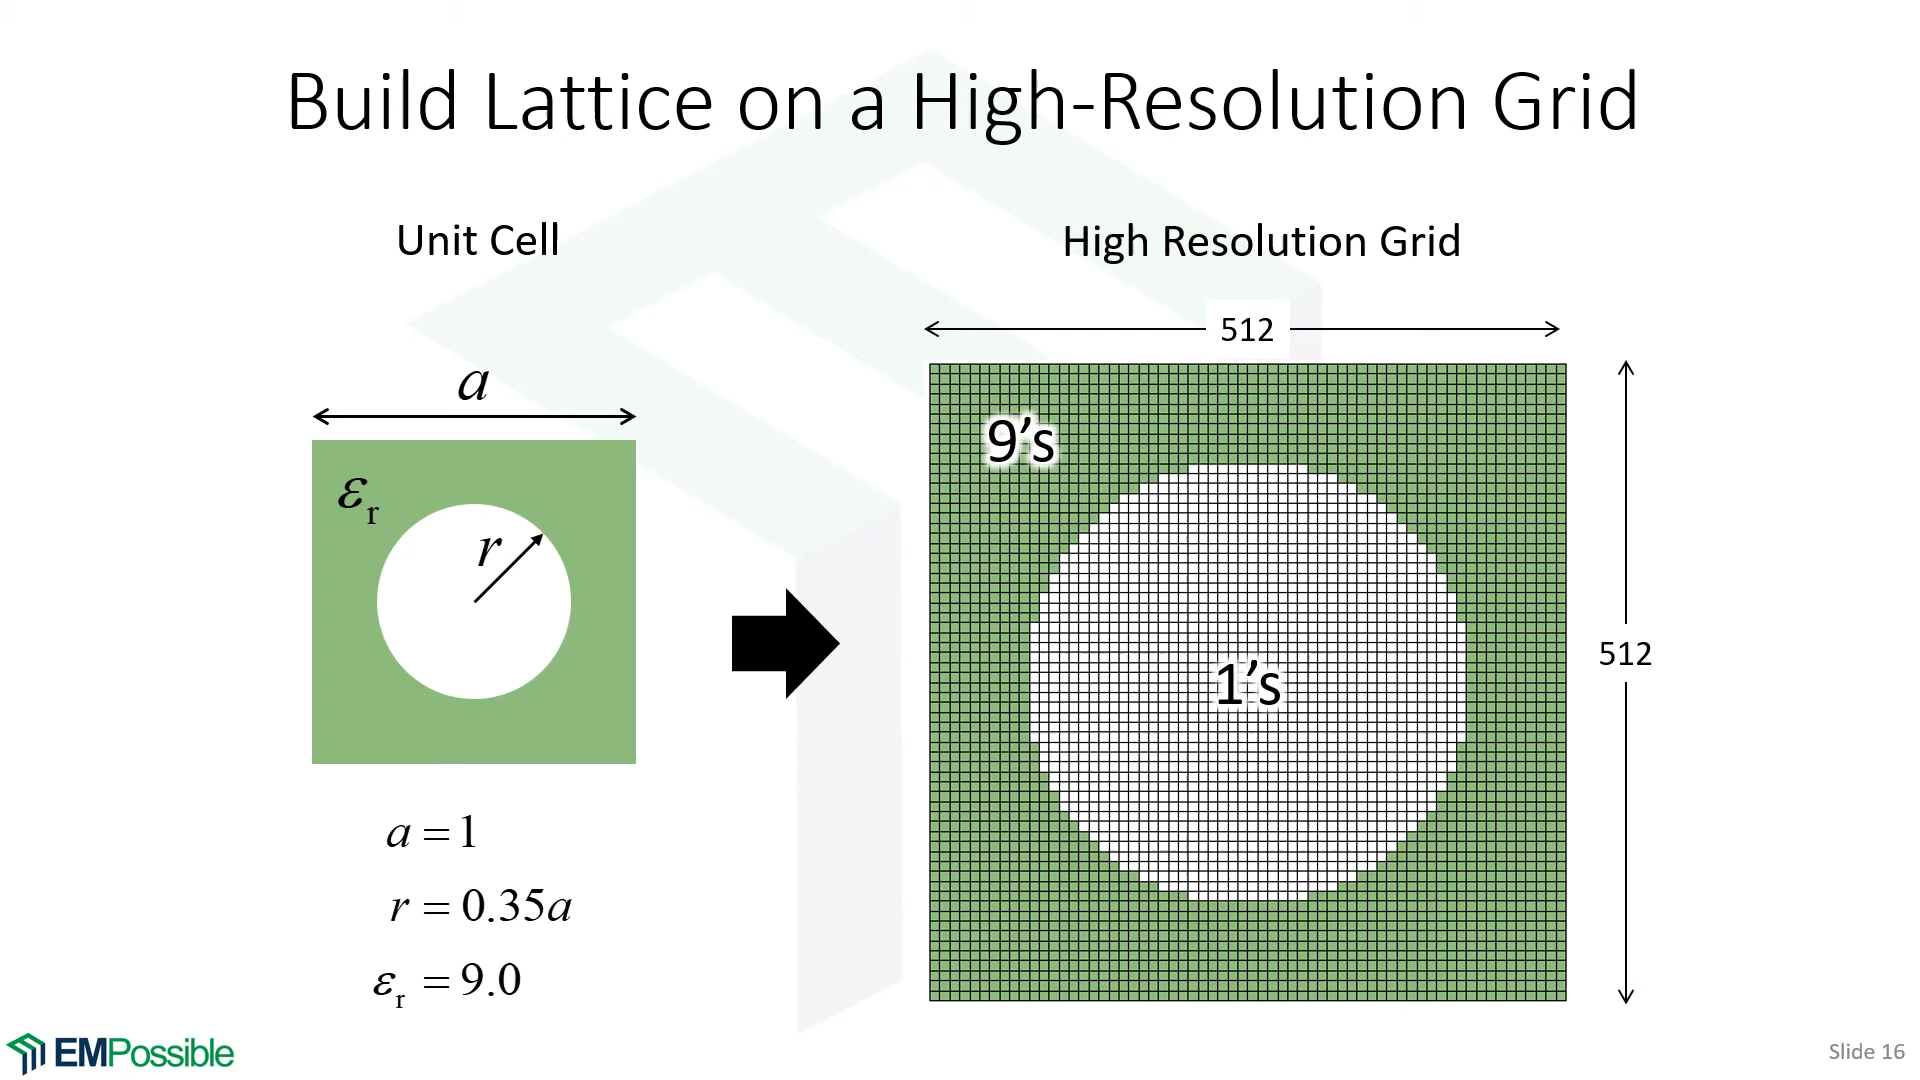 Build Lattice on a High-Resolution Grid
Unit Cell
a
εr
r
a = 1
r = 0.35a
εr = 9.0
High Resolution Grid
512
9’s
1’s
512
EMPossible
Slide 16